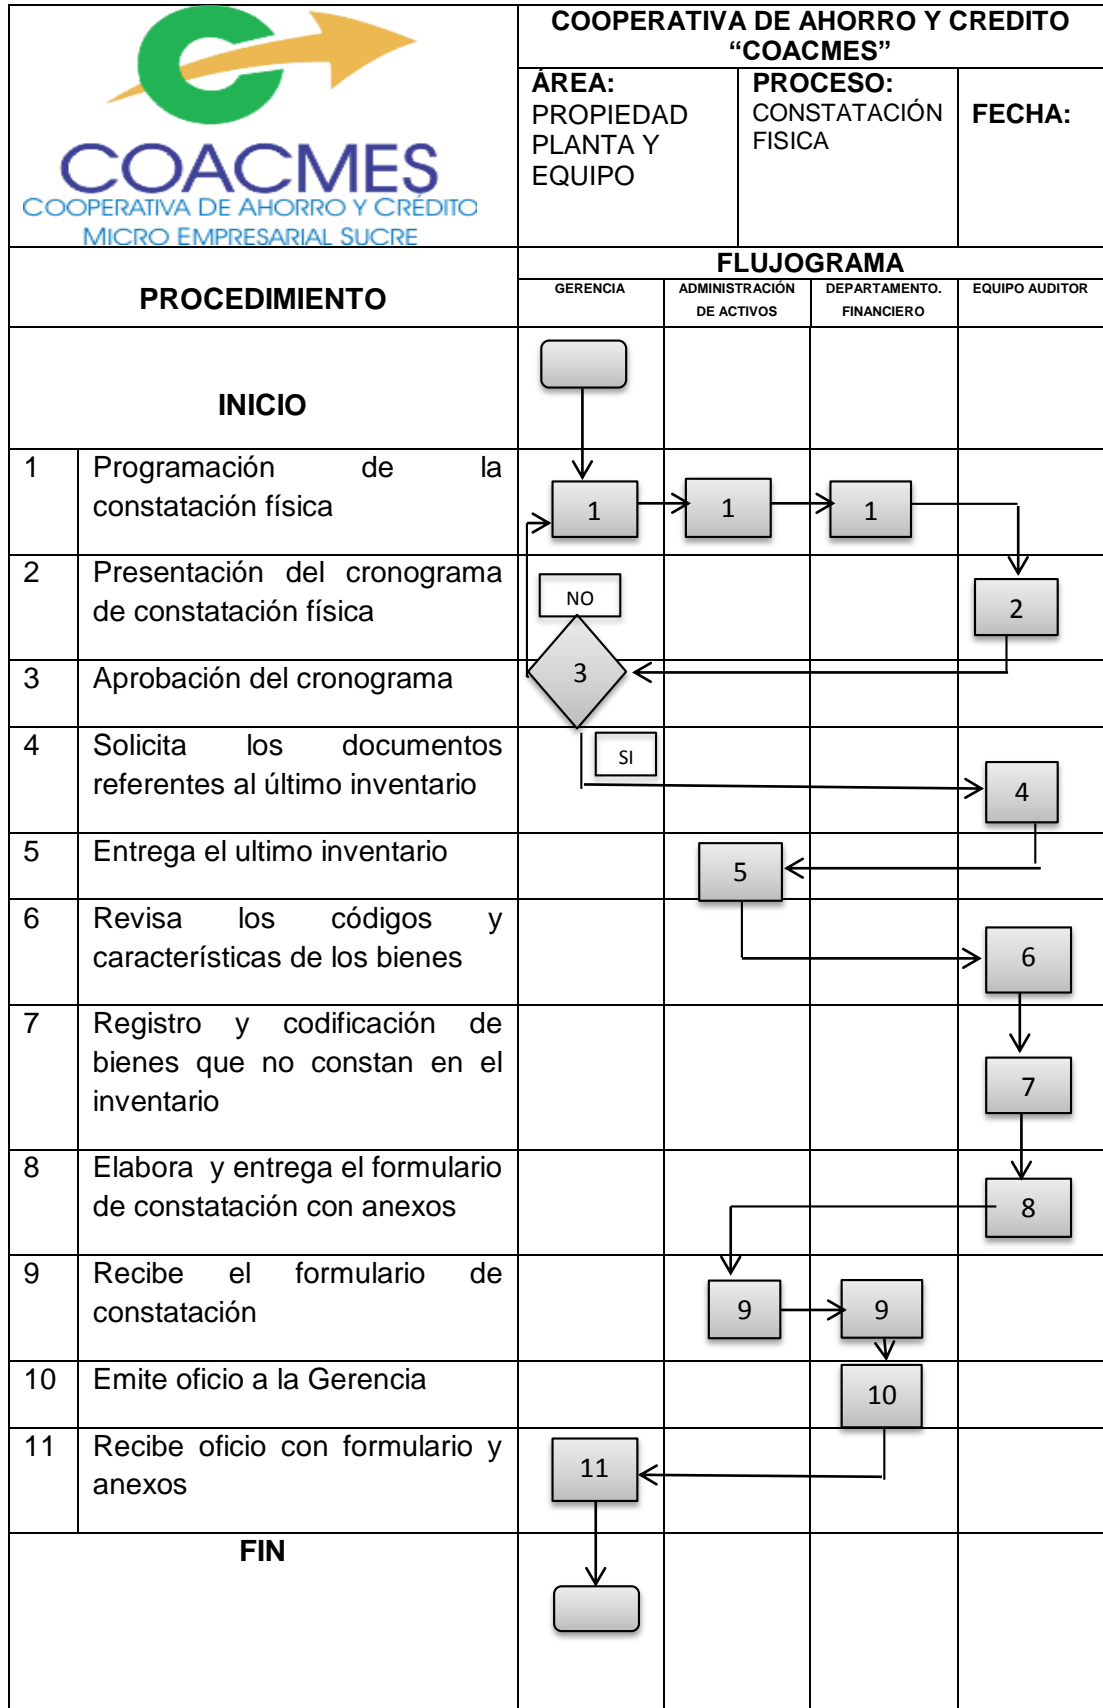 COACMES
COOPERATIVA DE AHORRO Y CRÉDITO
MICRO EMPRESARIAL SUCRE
COOPERATIVA DE AHORRO Y CREDITO
“COACMES”
ÁREA:
PROPIEDAD
PLANTA Y
EQUIPO
PROCESO:
CONSTATACIÓN
FISICA
FECHA:
PROCEDIMIENTO
FLUJOGRAMA
GERENCIA
ADMINISTRACIÓN
DE ACTIVOS
DEPARTAMENTO.
FINANCIERO
EQUIPO AUDITOR
INICIO
1 Programación de la
constatación física
1 1 1
2 Presentación del cronograma
de constatación física
NO
2
3 Aprobación del cronograma
3
4 Solicita los documentos
referentes al último inventario
SI
4
5 Entrega el ultimo inventario
5
6 Revisa los códigos y
características de los bienes
6
7 Registro y codificación de
bienes que no constan en el
inventario
7
8 Elabora y entrega el formulario
de constatación con anexos
8
9 Recibe el formulario de
constatación
9 9
10 Emite oficio a la Gerencia
10
11 Recibe oficio con formulario y
anexos
11
FIN